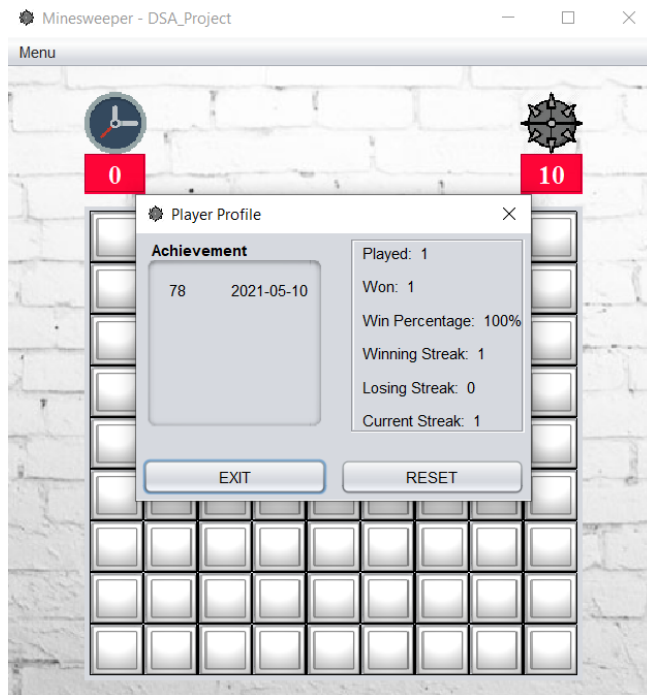 Minesweeper - DSA_Project
Menu
0
10
Player Profile
Achievement
78 2021-05-10
Played: 1
Won: 1
Win Percentage: 100%
Winning Streak: 1
Losing Streak: 0
Current Streak: 1
EXIT
RESET